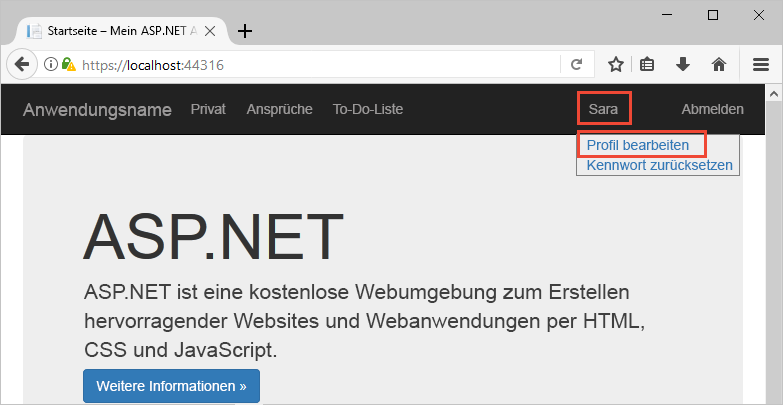 Startseite – Mein ASP.NET A
https://localhost:44316
Anwendungsname Privat Ansprüche To-Do-Liste Sara Abmelden
Profil bearbeiten
Kennwort zurücksetzen
ASP.NET
ASP.NET ist eine kostenlose Webumgebung zum Erstellen
hervorragender Websites und Webanwendungen per HTML,
CSS und JavaScript.
Weitere Informationen »